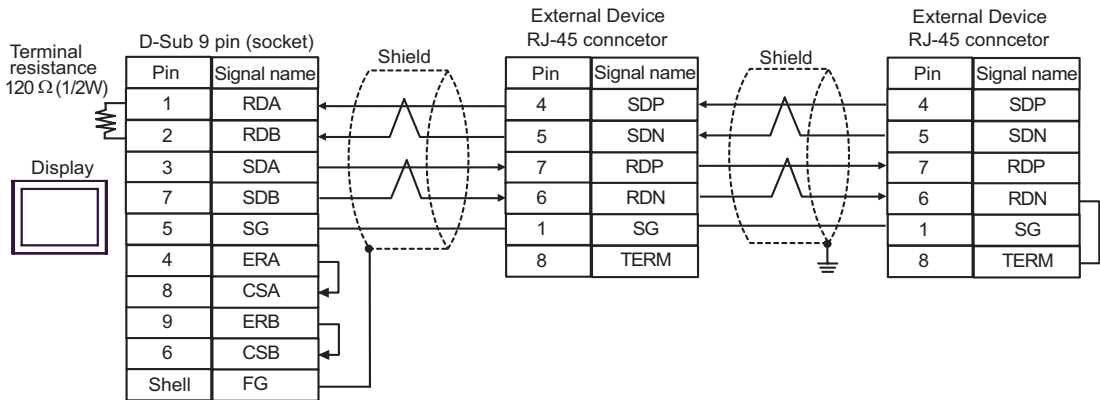 External Device
RJ-45 conncetor
External Device
RJ-45 conncetor
Terminal
resistance
120 Ω (1/2W)
D-Sub 9 pin (socket)
Shield
Shield
Display
Pin Signal name
1 RDA
2 RDB
3 SDA
7 SDB
5 SG
4 ERA
8 CSA
9 ERB
6 CSB
Shell FG
Pin Signal name
4 SDP
5 SDN
7 RDP
6 RDN
1 SG
8 TERM
Pin Signal name
4 SDP
5 SDN
7 RDP
6 RDN
1 SG
8 TERM